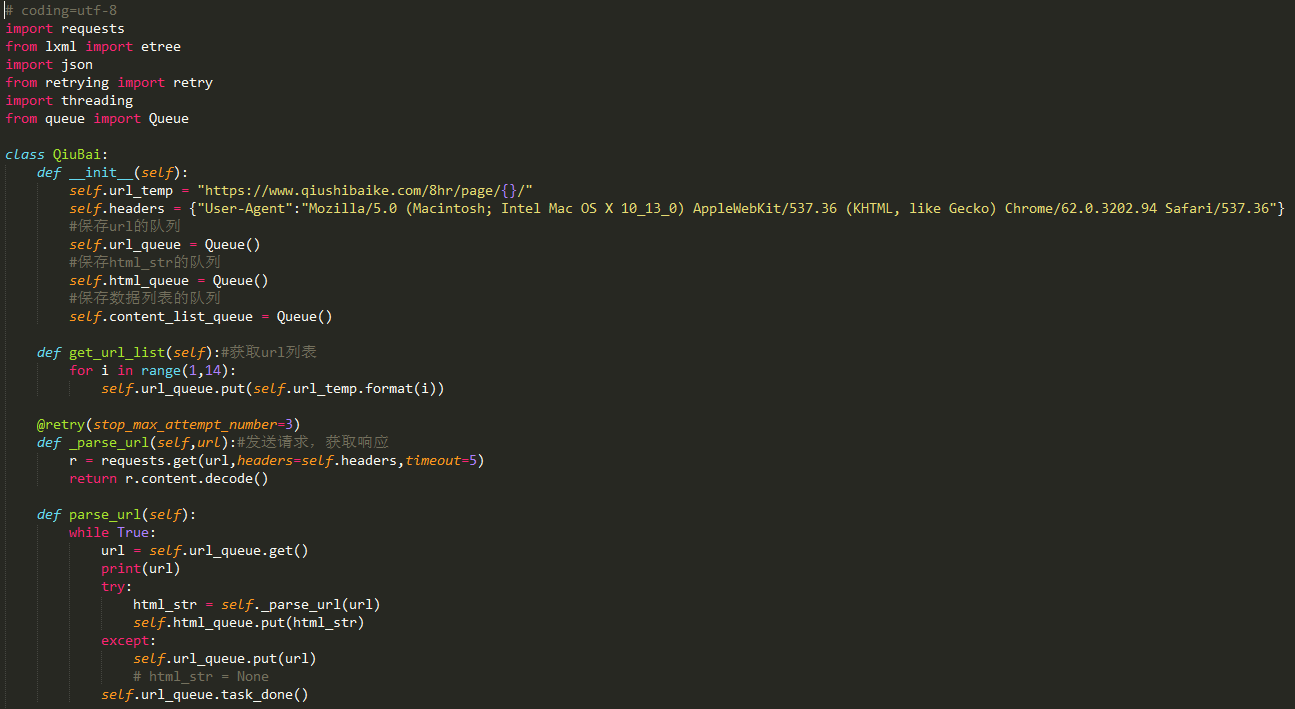 # coding=utf-8
import requests
from lxml import etree
import json
from retrying import retry
import threading
from queue import Queue

class QiuBai:
    def __init__(self):
        self.url_temp = "https://www.qiushibaike.com/8hr/page/{}/"
        self.headers = {"User-Agent":"Mozilla/5.0 (Macintosh; Intel Mac OS X 10_13_0) AppleWebKit/537.36 (KHTML, like Gecko) Chrome/62.0.3202.94 Safari/537.36"}
        #保存url的队列
        self.url_queue = Queue()
        #保存html_str的队列
        self.html_queue = Queue()
        #保存数据列表的队列
        self.content_list_queue = Queue()

    def get_url_list(self):#获取url列表
        for i in range(1,14):
            self.url_queue.put(self.url_temp.format(i))

    @retry(stop_max_attempt_number=3)
    def _parse_url(self,url):#发送请求，获取响应
        r = requests.get(url,headers=self.headers,timeout=5)
        return r.content.decode()

    def parse_url(self):
        while True:
            url = self.url_queue.get()
            print(url)
            try:
                html_str = self._parse_url(url)
                self.html_queue.put(html_str)
            except:
                self.url_queue.put(url)
                # html_str = None
            self.url_queue.task_done()